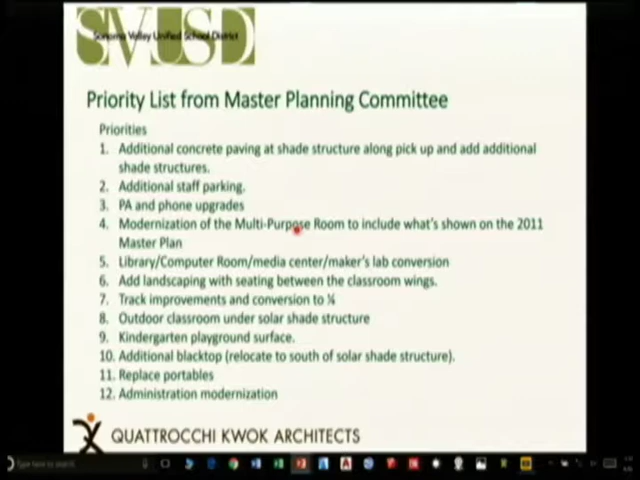 SVUSD
Sonoma Valley Unified School District
Priority List from Master Planning Committee
Priorities
1. Additional concrete paving at shade structure along pick up and add additional
shade structures.
2. Additional staff parking.
3. PA and phone upgrades
4. Modernization of the Multi-Purpose Room to include what's shown on the 2011
Master Plan
5. Library/Computer Room/media center/maker's lab conversion
6. Add landscaping with seating between the classroom wings.
7. Track improvements and conversion to ¼
8. Outdoor classroom under solar shade structure
9. Kindergarten playground surface.
10. Additional blacktop (relocate to south of solar shade structure).
11. Replace portables
12. Administration modernization
QUATTROCCHI KWOK ARCHITECTS
Type here to search